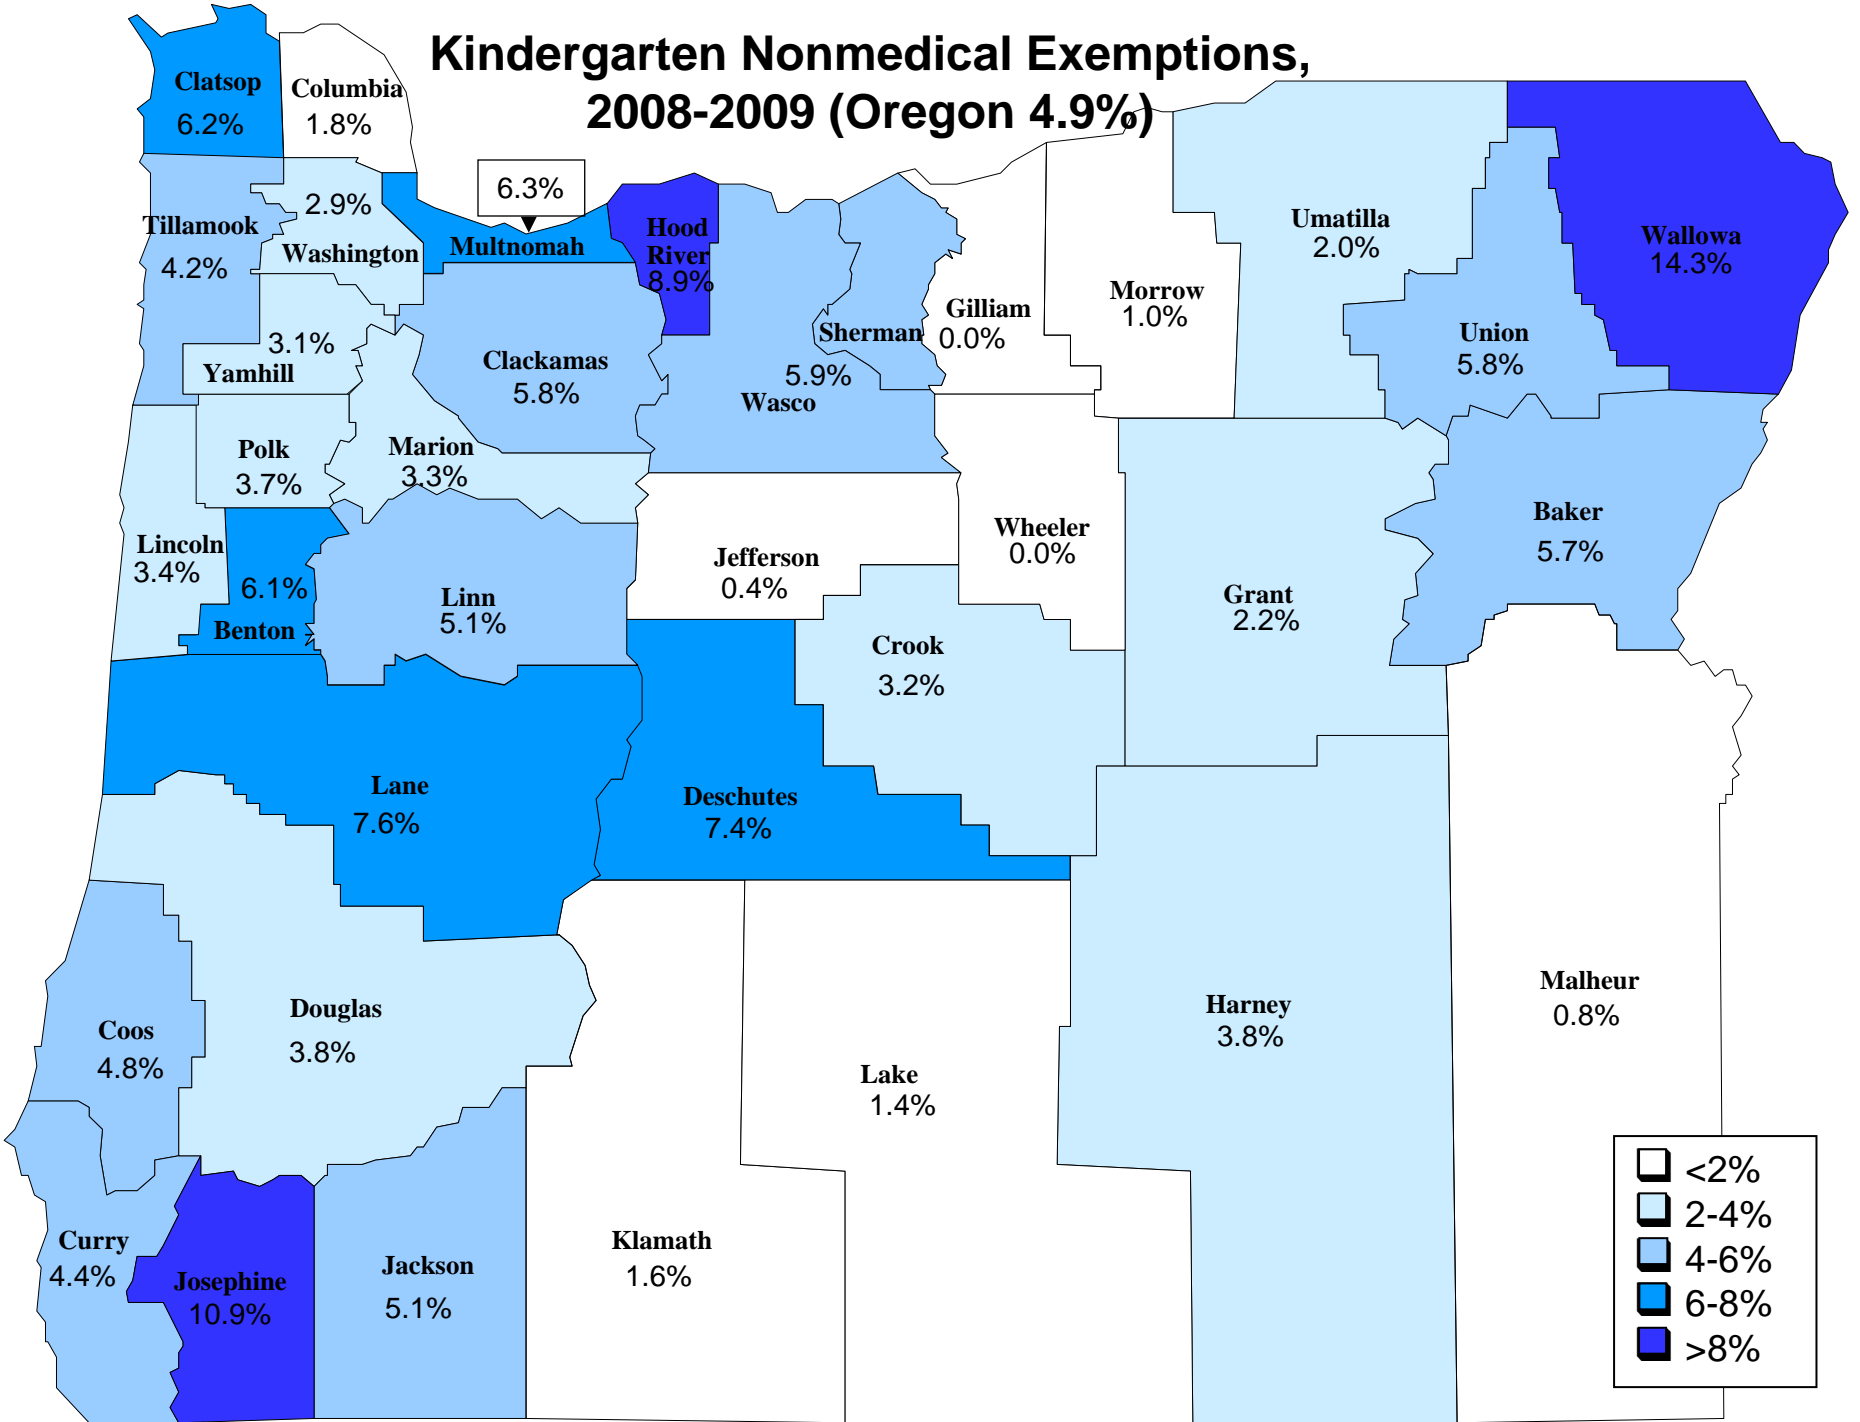 Kindergarten Nonmedical Exemptions,
2008-2009 (Oregon 4.9%)
Clatsop
6.2%
Columbia
1.8%
6.3%
Multnomah
2.9%
Washington
Tillamook
4.2%
Hood
River
8.9%
Umatilla
2.0%
Wallowa
14.3%
Morrow
1.0%
Gilliam
0.0%
Sherman
5.9%
Wasco
Union
5.8%
3.1%
Yamhill
Clackamas
5.8%
Polk
3.7%
Marion
3.3%
Lincoln
3.4%
6.1%
Benton
Linn
5.1%
Jefferson
0.4%
Wheeler
0.0%
Grant
2.2%
Baker
5.7%
Crook
3.2%
Lane
7.6%
Deschutes
7.4%
Douglas
3.8%
Coos
4.8%
Lake
1.4%
Harney
3.8%
Malheur
0.8%
Curry
4.4%
Josephine
10.9%
Jackson
5.1%
Klamath
1.6%
<2%
2-4%
4-6%
6-8%
>8%